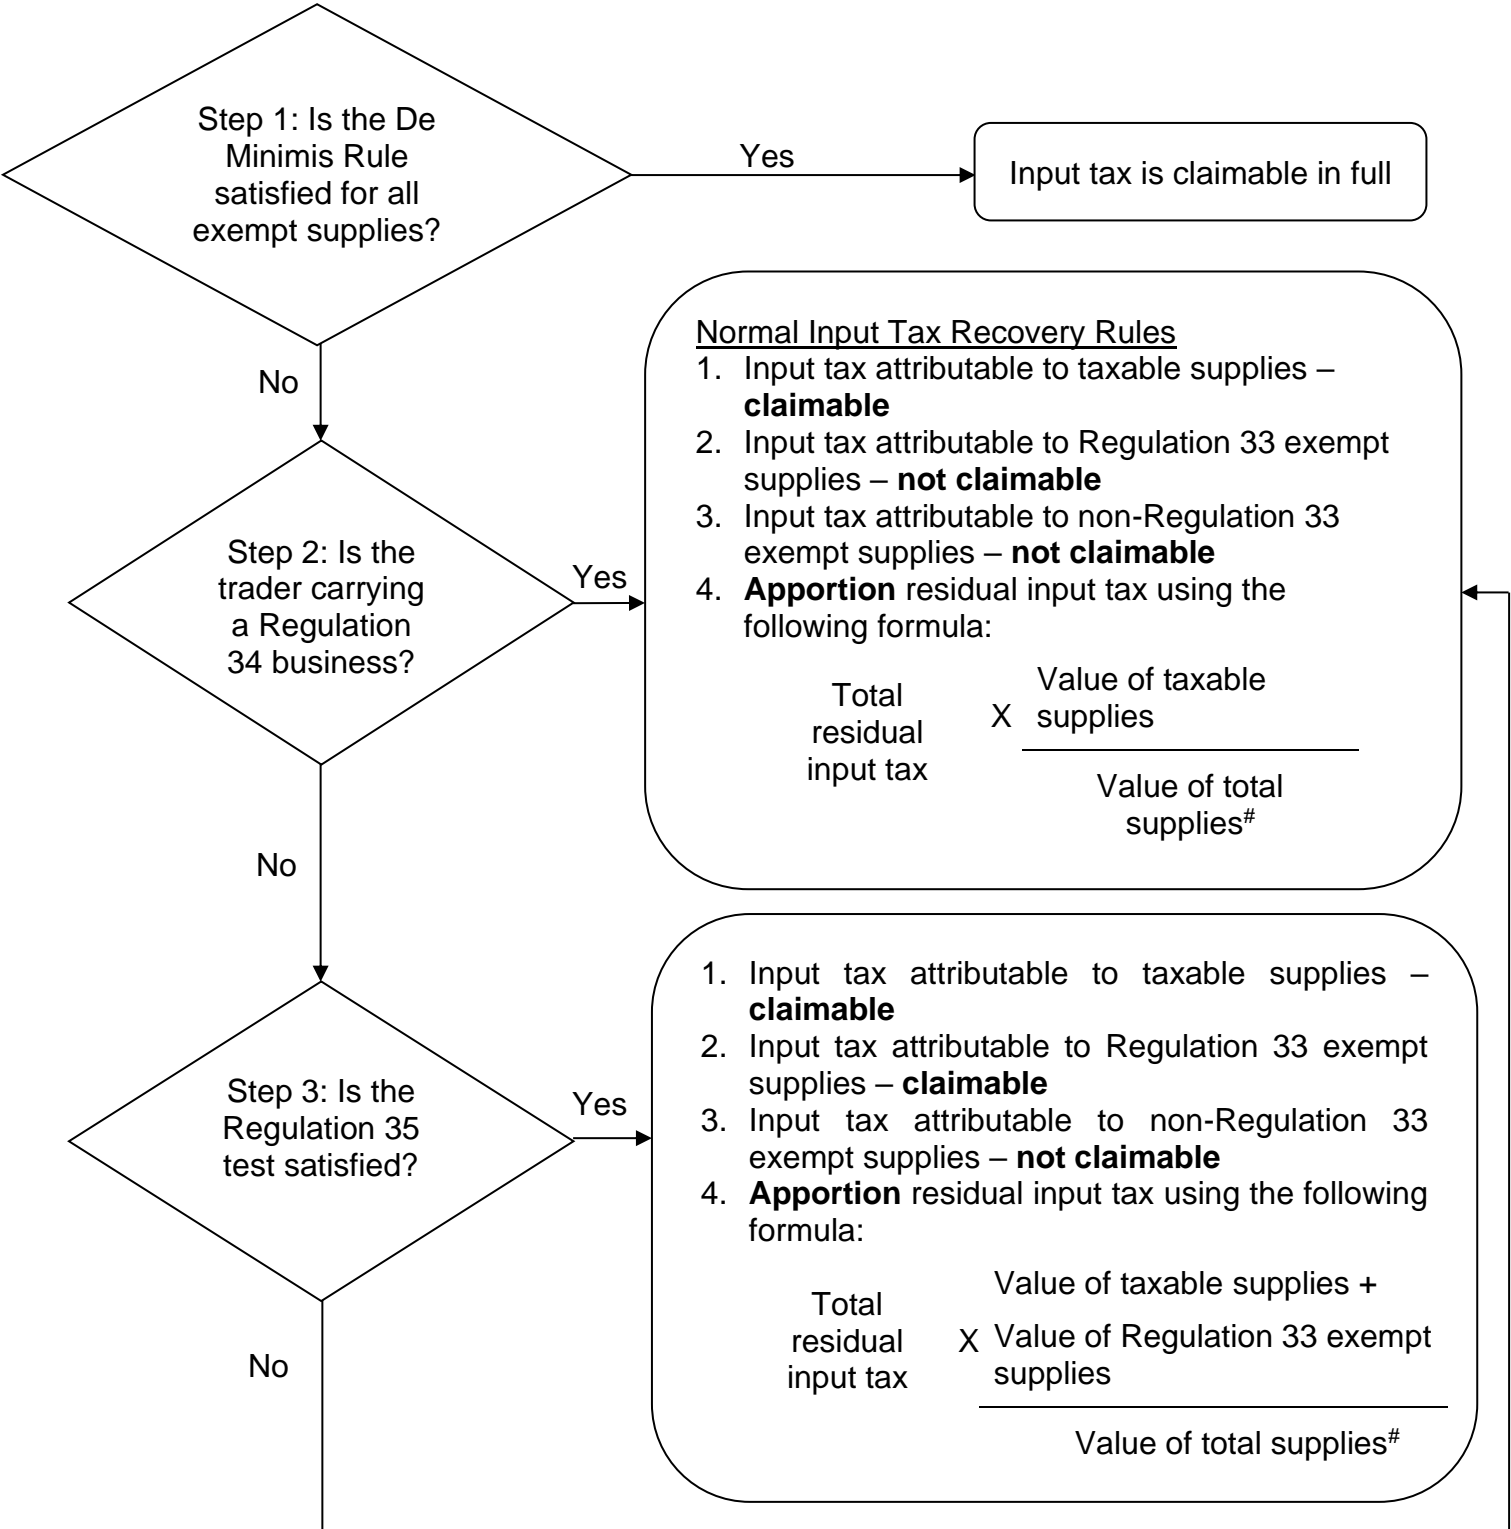 Step 1: Is the De
Minimis Rule
satisfied for all
exempt supplies?
Yes
Input tax is claimable in full
No
Normal Input Tax Recovery Rules
1. Input tax attributable to taxable supplies –
claimable
2. Input tax attributable to Regulation 33 exempt
supplies – not claimable
3. Input tax attributable to non-Regulation 33
exempt supplies – not claimable
4. Apportion residual input tax using the
following formula:
Total
residual
input tax
X
Value of taxable
supplies
Value of total
supplies#
Step 2: Is the
trader carrying
a Regulation
34 business?
Yes
No
1. Input tax attributable to taxable supplies –
claimable
2. Input tax attributable to Regulation 33 exempt
supplies – claimable
3. Input tax attributable to non-Regulation 33
exempt supplies – not claimable
4. Apportion residual input tax using the following
formula:
Total
residual
input tax
X
Value of taxable supplies +
Value of Regulation 33 exempt
supplies
Value of total supplies#
Step 3: Is the
Regulation 35
test satisfied?
Yes
No